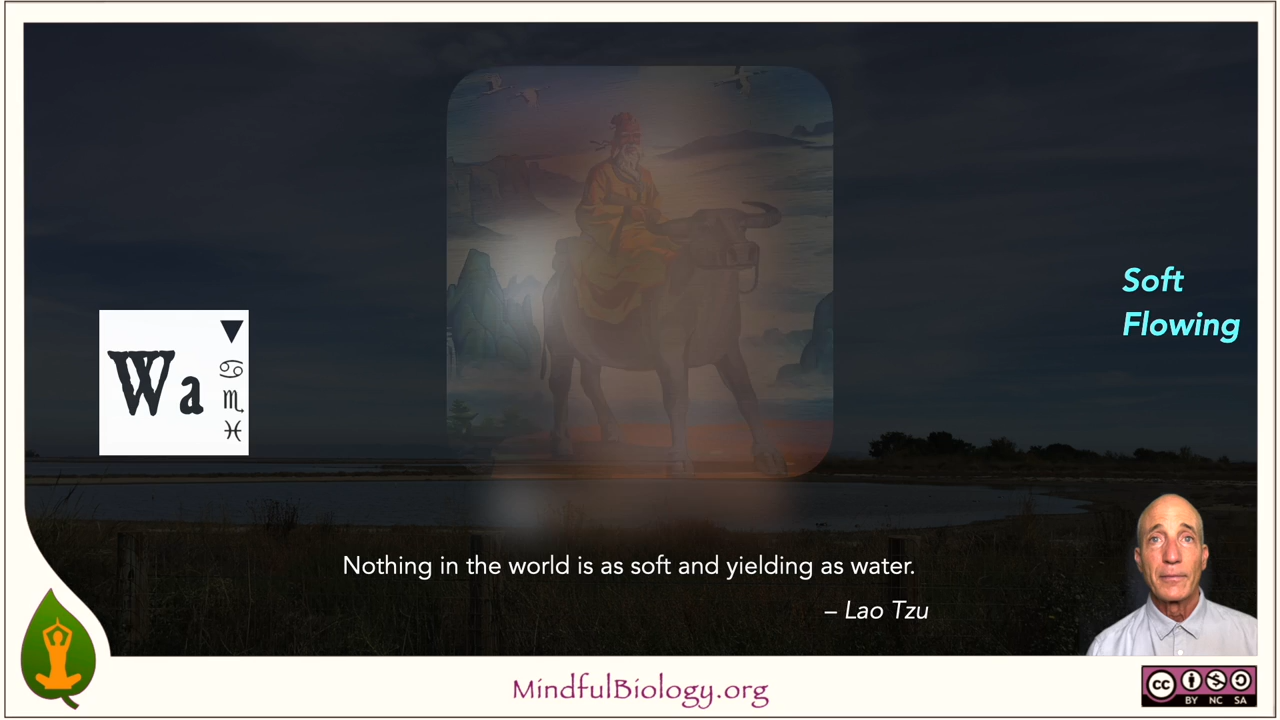 Soft
Flowing
Wa
Nothing in the world is as soft and yielding as water.
– Lao Tzu
MindfulBiology.org
cc
BY NC SA